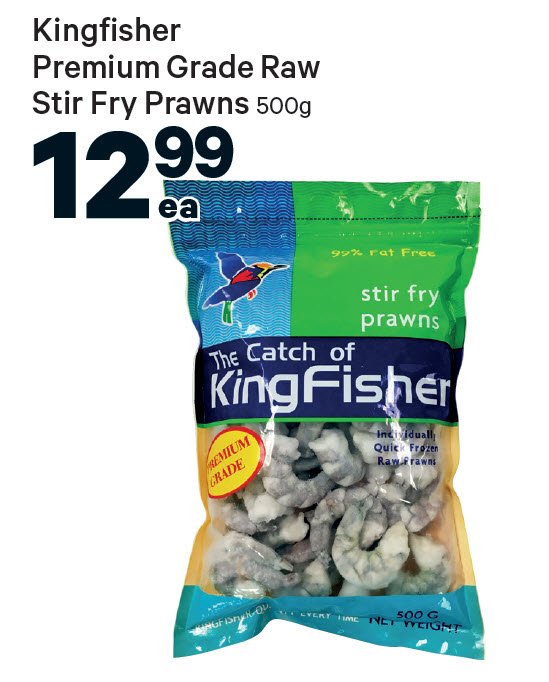 Kingfisher
Premium Grade Raw
Stir Fry Prawns 500g
12.99
ea
99% Fat Free
stir fry
prawns
The Catch of
KingFisher
Individually
Quick Frozen
Raw Prawns
PREMIUM
GRADE
KINGFISHER EVERY TIME
500 G
NET WEIGHT